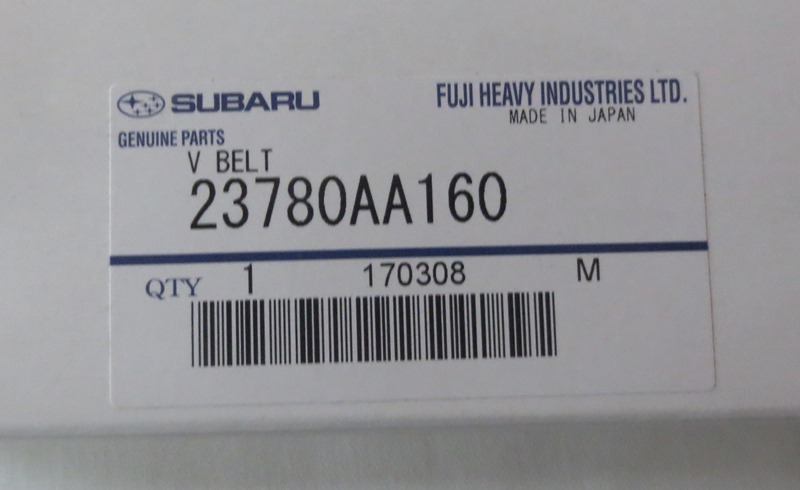 SUBARU
FUJI HEAVY INDUSTRIES LTD.
MADE IN JAPAN
GENUINE PARTS
V BELT
23780AA160
QTY 1 170308 M